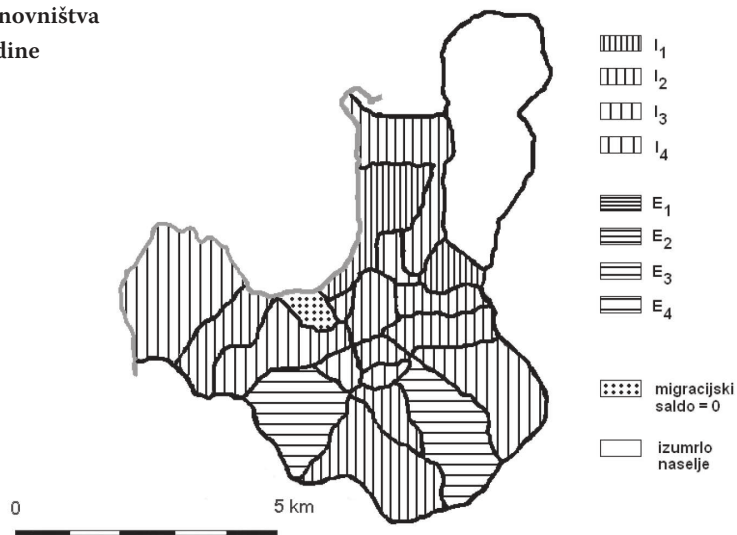 novništva
dine
I1
I2
I3
I4
E1
E2
E3
E4
migracijski
saldo = 0
izumrlo
naselje
0 5 km